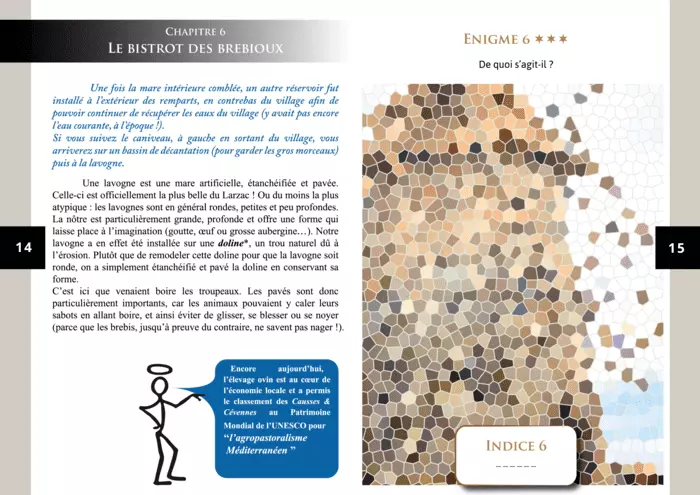 CHAPITRE 6
LE BISTROT DES BREBIOUX
Une fois la mare intérieure comblée, un autre réservoir fut
installé à l'extérieur des remparts, en contrebas du village afin de
pouvoir continuer de récupérer les eaux du village (y avait pas encore
l'eau courante, à l'époque !).
Si vous suivez le caniveau, à gauche en sortant du village, vous
arriverez sur un bassin de décantation (pour garder les gros morceaux)
puis à la lavogne.
Une lavogne est une mare artificielle, étanchéifiée et pavée.
Celle-ci est officiellement la plus belle du Larzac ! Ou du moins la plus
atypique : les lavognes sont en général rondes, petites et peu profondes.
La nôtre est particulièrement grande, profonde et offre une forme qui
laisse place à l'imagination (goutte, œuf ou grosse aubergine…). Notre
lavogne a en effet été installée sur une doline*, un trou naturel dû à
l'érosion. Plutôt que de remodeler cette doline pour que la lavogne soit
ronde, on a simplement étanchéifié et pavé la doline en conservant sa
forme.
C'est ici que venaient boire les troupeaux. Les pavés sont donc
particulièrement importants, car les animaux pouvaient y caler leurs
sabots en allant boire, et ainsi éviter de glisser, se blesser ou se noyer
(parce que les brebis, jusqu'à preuve du contraire, ne savent pas nager !).
Encore aujourd'hui,
l'élevage ovin est au cœur de
l'économie locale et a permis
le classement des Causses &
Cévennes au Patrimoine
Mondial de l'UNESCO pour
"l'agropastoralisme
Méditerranéen "
14
ENIGME 6 ✶✶✶
De quoi s'agit-il ?
INDICE 6
_ _ _ _ _ _
15